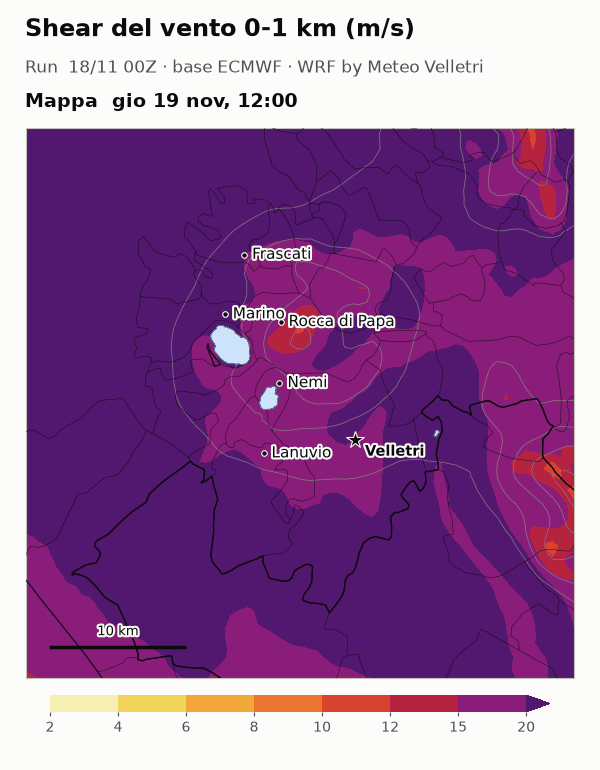 Shear del vento 0-1 km (m/s)
Run 18/11 00Z · base ECMWF · WRF by Meteo Velletri
Mappa gio 19 nov, 12:00
Frascati
Marino
Rocca di Papa
Nemi
Velletri
Lanuvio
10 km
2 4 6 8 10 12 15 20